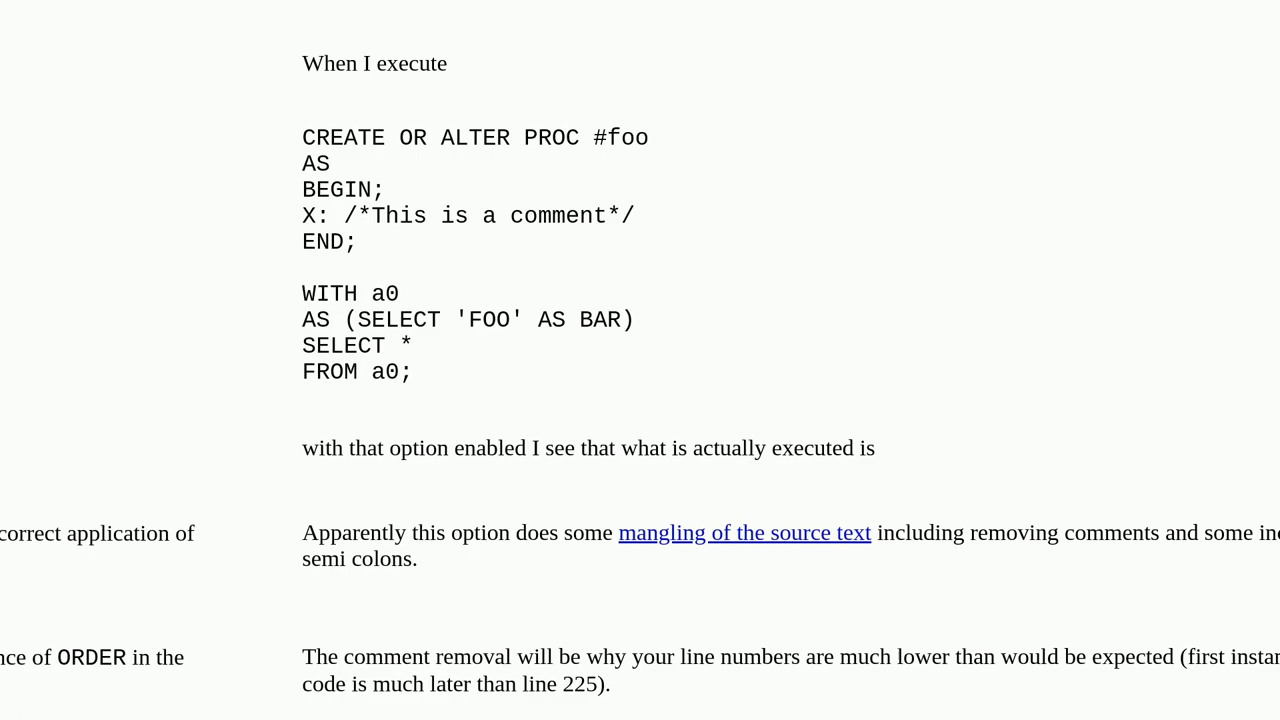 When I execute
CREATE OR ALTER PROC #foo
AS
BEGIN;
X: /*This is a comment*/
END;
WITH a0
AS (SELECT 'FOO' AS BAR)
SELECT *
FROM a0;
with that option enabled I see that what is actually executed is
correct application of
Apparently this option does some mangling of the source text including removing comments and some
semi colons.
of ORDER in the
The comment removal will be why your line numbers are much lower than would be expected (first
code is much later than line 225).